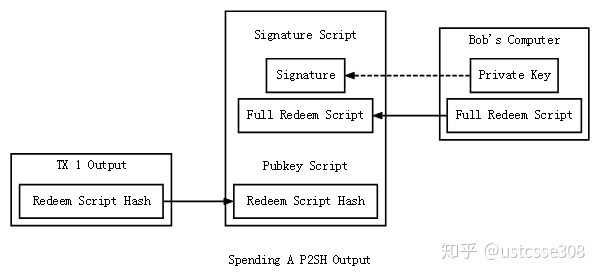 Signature Script
Bob's Computer
Signature
Private Key
Full Redeem Script
Full Redeem Script
TX 1 Output
Pubkey Script
Redeem Script Hash
Redeem Script Hash
Spending A P2SH Output
知乎 @ustcsse308